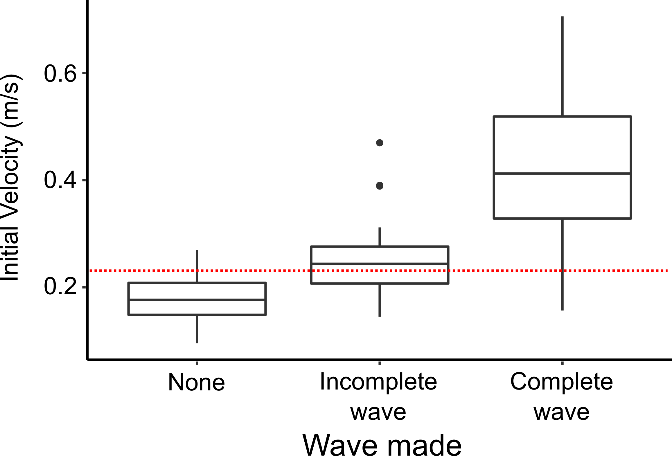 Initial Velocity (m/s)
0.6
0.4
0.2
None
Incomplete
wave
Complete
wave
Wave made